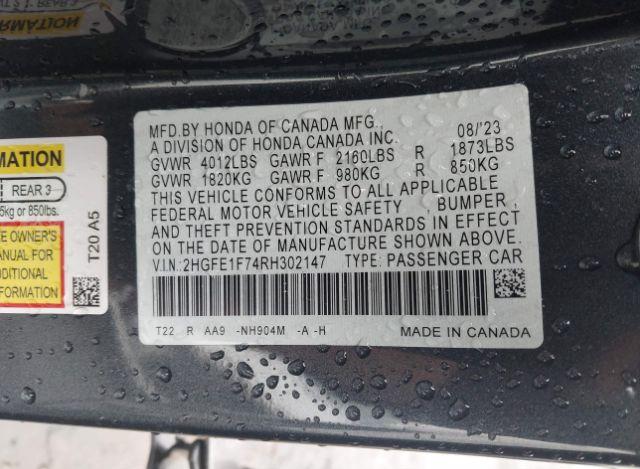 MFD.BY HONDA OF CANADA MFG., 08/'23
A DIVISION OF HONDA CANADA INC.
GVWR 4012LBS GAWR F 2160LBS R 1873LBS
GVWR 1820KG GAWR F 980KG R 850KG
THIS VEHICLE CONFORMS TO ALL APPLICABLE
FEDERAL MOTOR VEHICLE SAFETY , BUMPER ,
AND THEFT PREVENTION STANDARDS IN EFFECT
ON THE DATE OF MANUFACTURE SHOWN ABOVE.
V.I.N.:2HGFE1F74RH302147 TYPE: PASSENGER CAR
T22 R AA9 -NH904M -A -H MADE IN CANADA
MATION
REAR 3
5kg or 850lbs.
E OWNER'S
ANUAL FOR
DDITIONAL
FORMATION
T20 A5